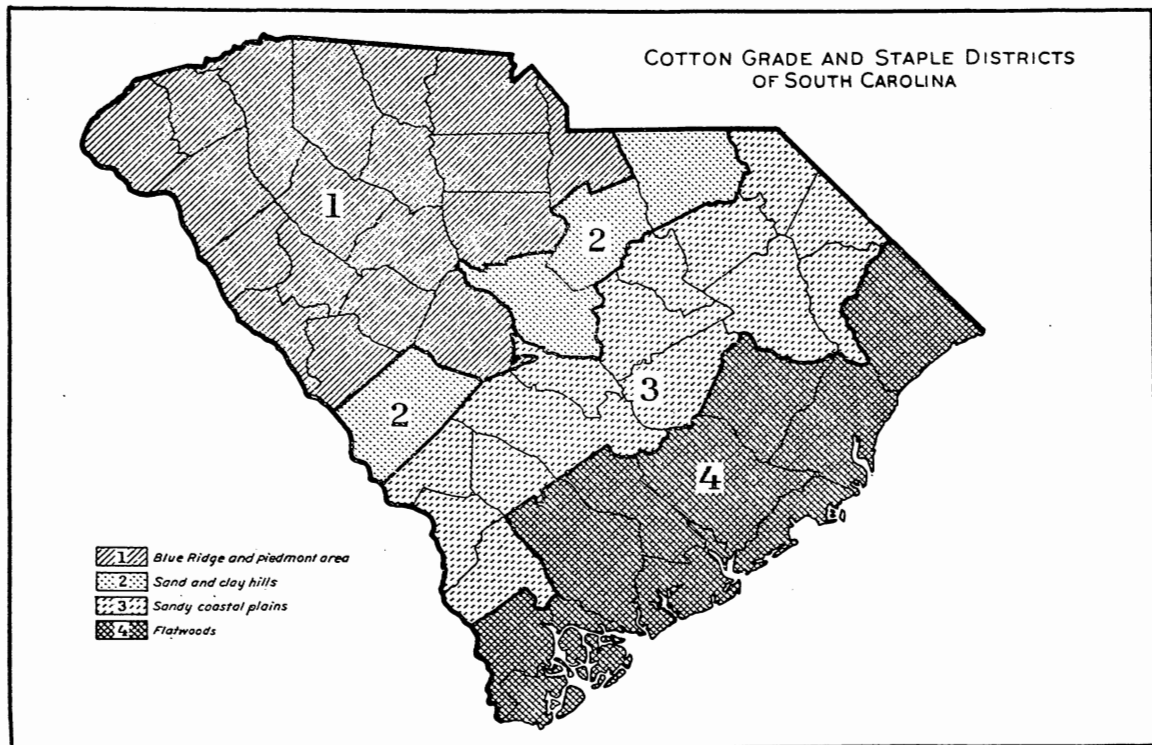 COTTON GRADE AND STAPLE DISTRICTS
OF SOUTH CAROLINA
1
2
2
3
4
1 Blue Ridge and piedmont area
2 Sand and clay hills
3 Sandy coastal plains
4 Flatwoods